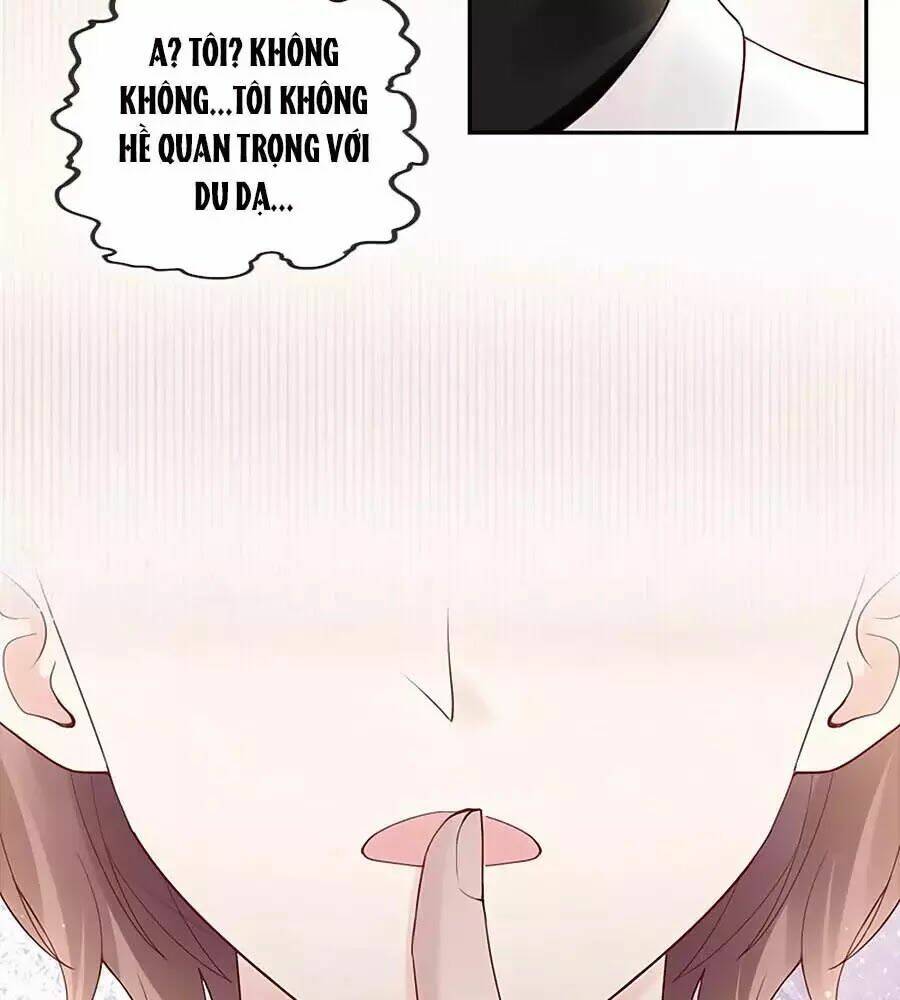 A? TÔI? KHÔNG
KHÔNG...TÔI KHÔNG
HỀ QUAN TRỌNG VỚI
DU DẠ...